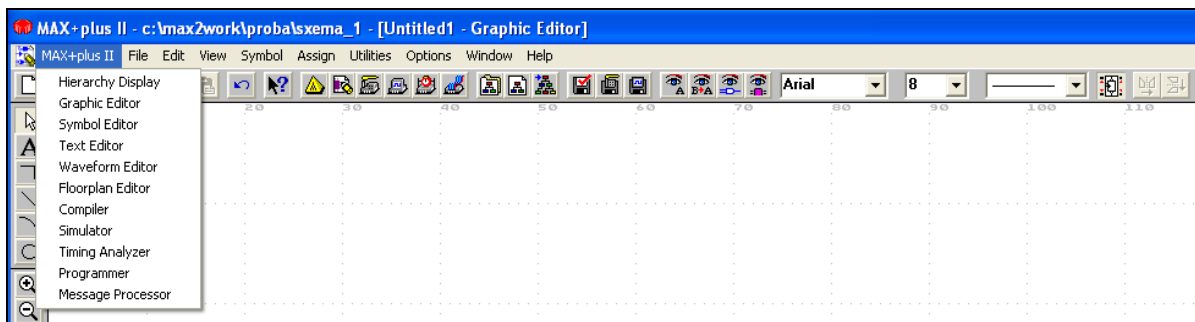 MAX+plus II - c:\max2work\proba\sxema_1 - [Untitled1 - Graphic Editor]
MAX+plus II File Edit View Symbol Assign Utilities Options Window Help
Arial 8
20 30 40 50 60 70 80 90 100 110
Hierarchy Display
Graphic Editor
Symbol Editor
Text Editor
Waveform Editor
Floorplan Editor
Compiler
Simulator
Timing Analyzer
Programmer
Message Processor